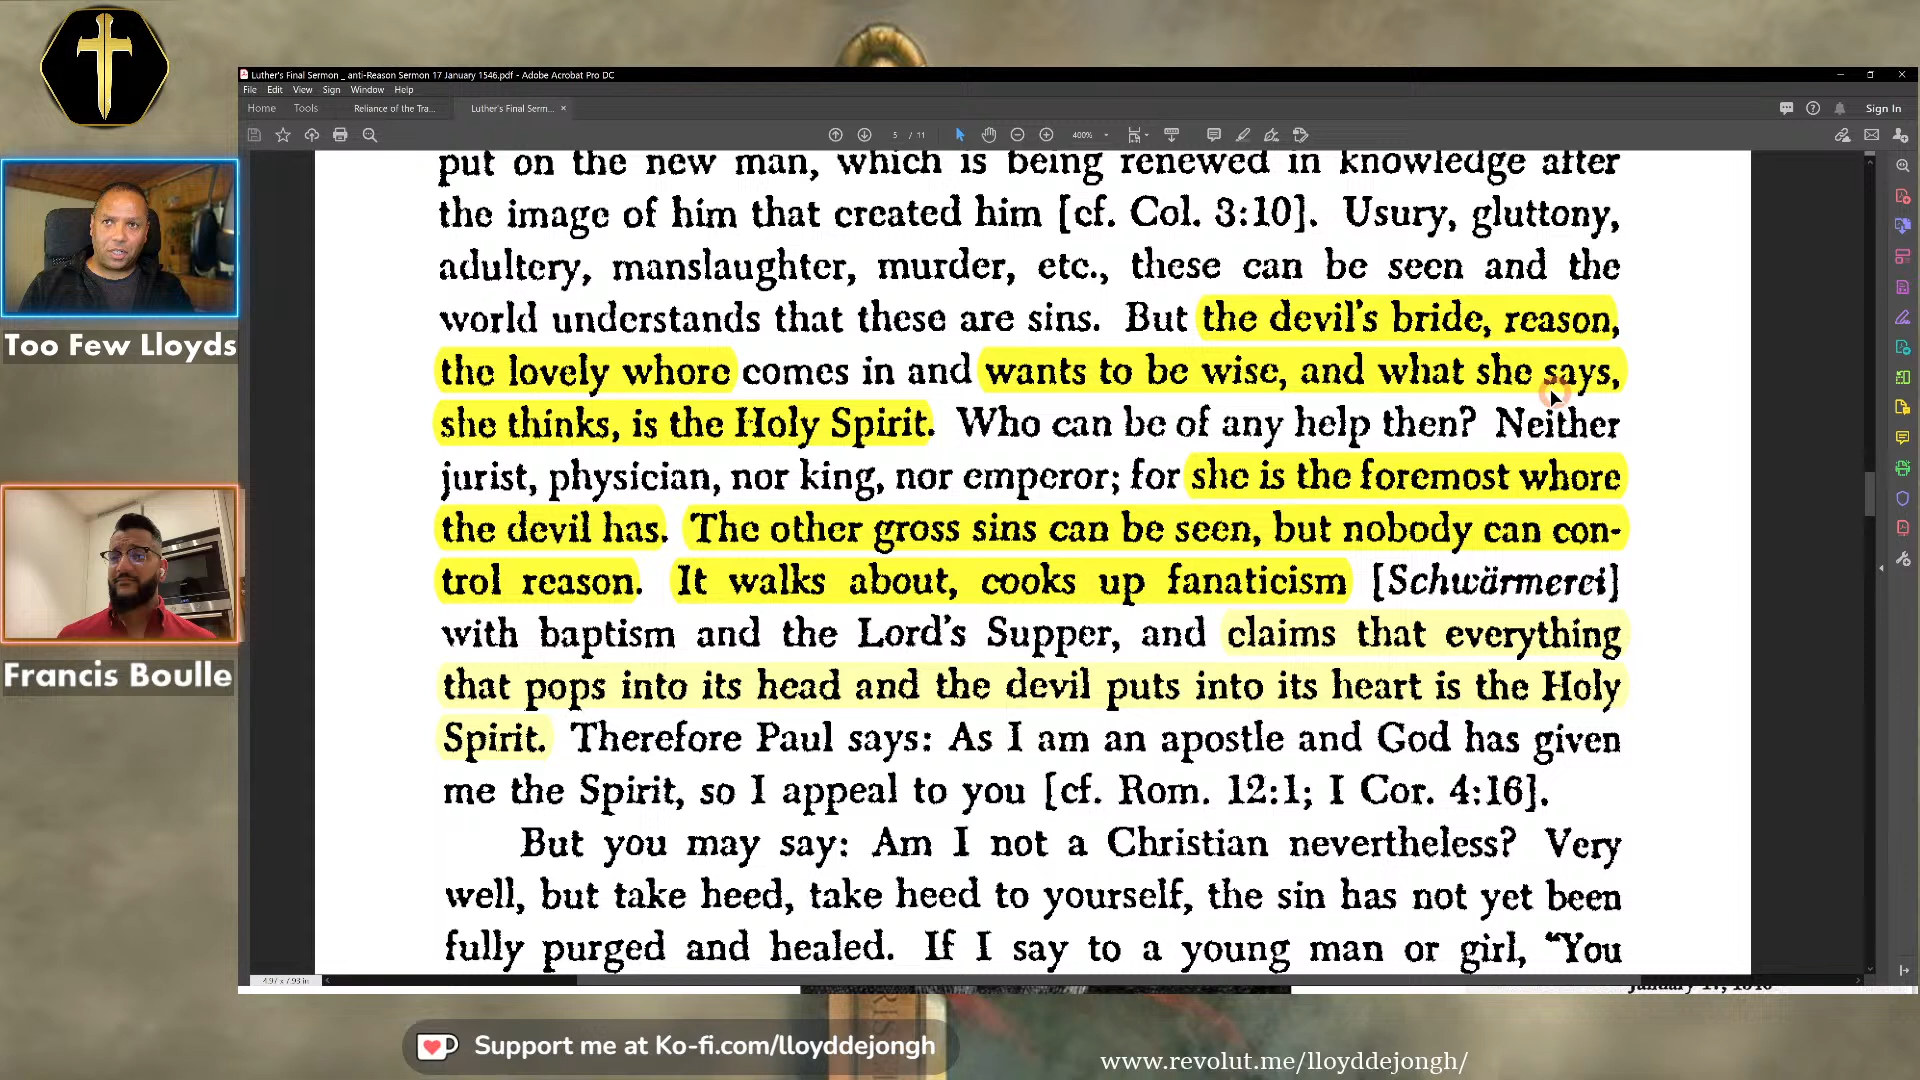 Luther's Final Sermon _ anti-Reason Sermon 17 January 1546.pdf - Adobe Acrobat Pro DC
File Edit View Sign Window Help
Home Tools Reliance of the Tra... Luther's Final Serm... ×
Sign In
5 / 11
400%
put on the new man, which is being renewed in knowledge after
the image of him that created him [cf. Col. 3:10]. Usury, gluttony,
adultery, manslaughter, murder, etc., these can be seen and the
world understands that these are sins. But the devil's bride, reason,
the lovely whore comes in and wants to be wise, and what she says,
she thinks, is the Holy Spirit. Who can be of any help then? Neither
jurist, physician, nor king, nor emperor; for she is the foremost whore
the devil has. The other gross sins can be seen, but nobody can con-
trol reason. It walks about, cooks up fanaticism [Schwärmerei]
with baptism and the Lord's Supper, and claims that everything
that pops into its head and the devil puts into its heart is the Holy
Spirit. Therefore Paul says: As I am an apostle and God has given
me the Spirit, so I appeal to you [cf. Rom. 12:1; I Cor. 4:16].
But you may say: Am I not a Christian nevertheless? Very
well, but take heed, take heed to yourself, the sin has not yet been
fully purged and healed. If I say to a young man or girl, “You
4.97 x 7.93 in
Too Few Lloyds
Francis Boulle
Support me at Ko-fi.com/lloyddejongh
www.revolut.me/lloyddejongh/